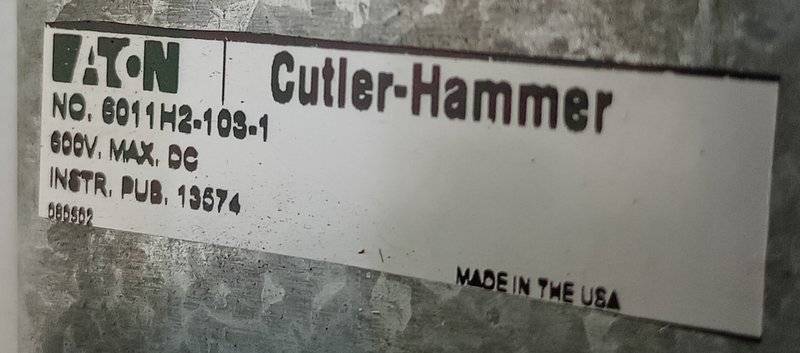 EATON | Cutler-Hammer
NO. 6011H2-103-1
600V. MAX. DC
INSTR. PUB. 13574
080502
MADE IN THE USA